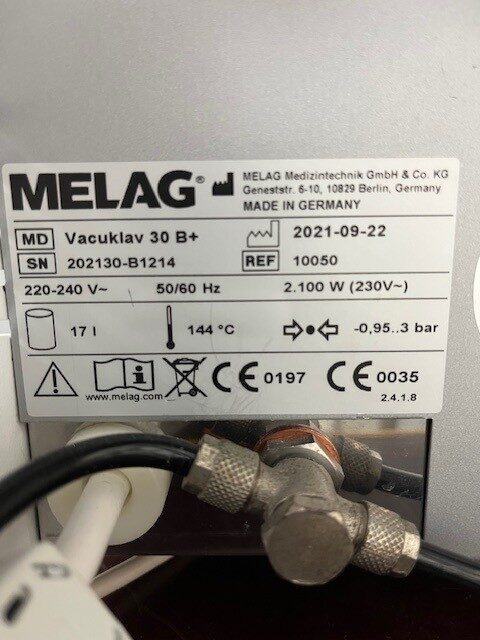 MELAG®
MELAG Medizintechnik GmbH & Co. KG
Geneststr. 6-10, 10829 Berlin, Germany
MADE IN GERMANY
MD Vacuklav 30 B+ 2021-09-22
SN 202130-B1214 REF 10050
220-240 V~ 50/60 Hz 2.100 W (230V~)
17 l 144 °C -0,95..3 bar
www.melag.com CE 0197 CE 0035
2.4.1.8